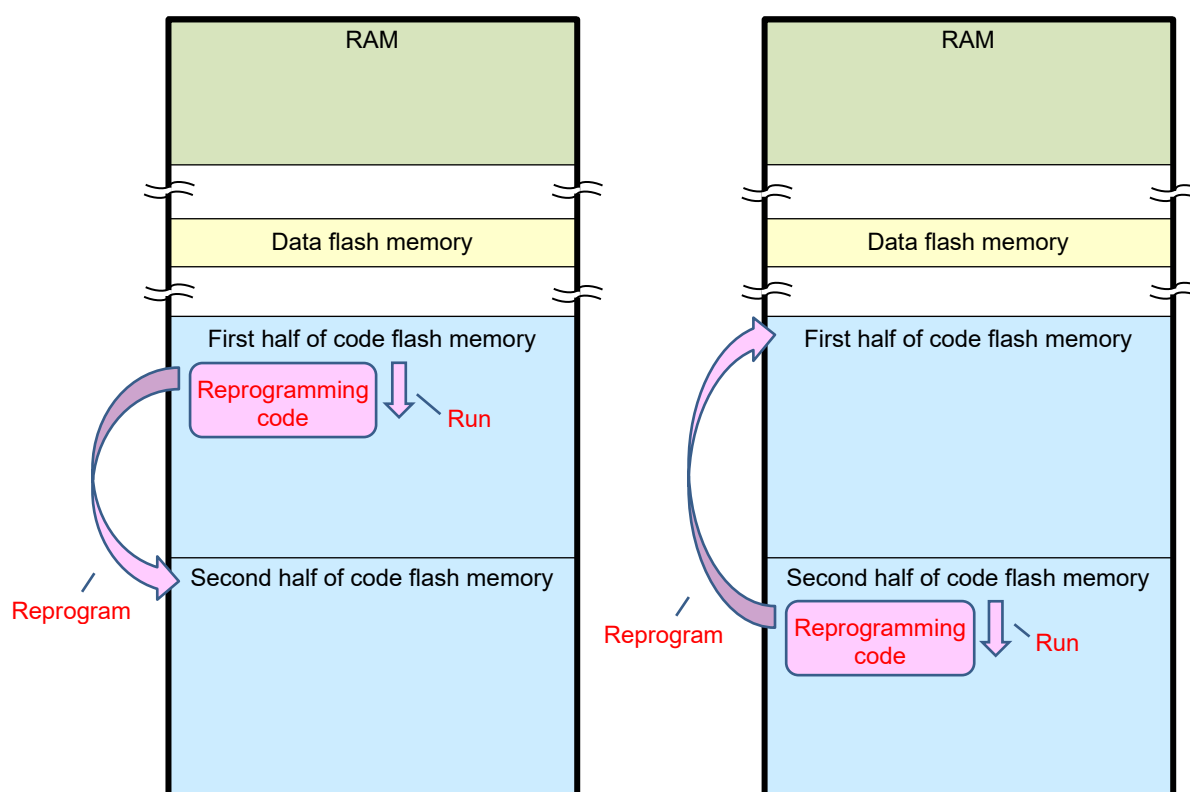 RAM
Data flash memory
First half of code flash memory
Reprogramming
code
Run
Second half of code flash memory
Reprogram
RAM
Data flash memory
First half of code flash memory
Second half of code flash memory
Reprogramming
code
Run
Reprogram